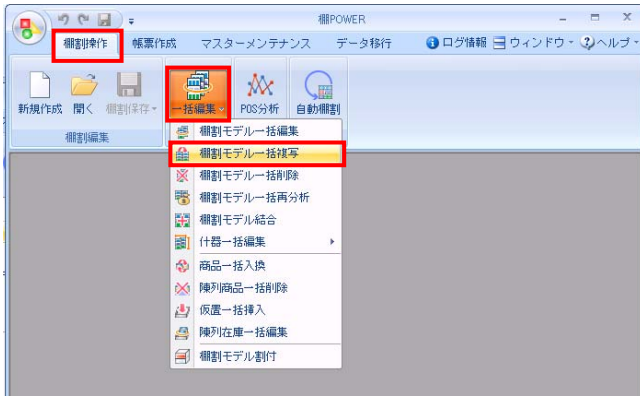 棚POWER
棚割操作 帳票作成 マスターメンテナンス データ移行 ログ情報 ウィンドウ ヘルプ
新規作成 開く 棚割保存 一括編集 POS分析 自動棚割
棚割編集
棚割モデル一括編集
棚割モデル一括複写
棚割モデル一括削除
棚割モデル一括再分析
棚割モデル結合
什器一括編集
商品一括入換
陳列商品一括削除
仮置一括挿入
陳列在庫一括編集
棚割モデル割付